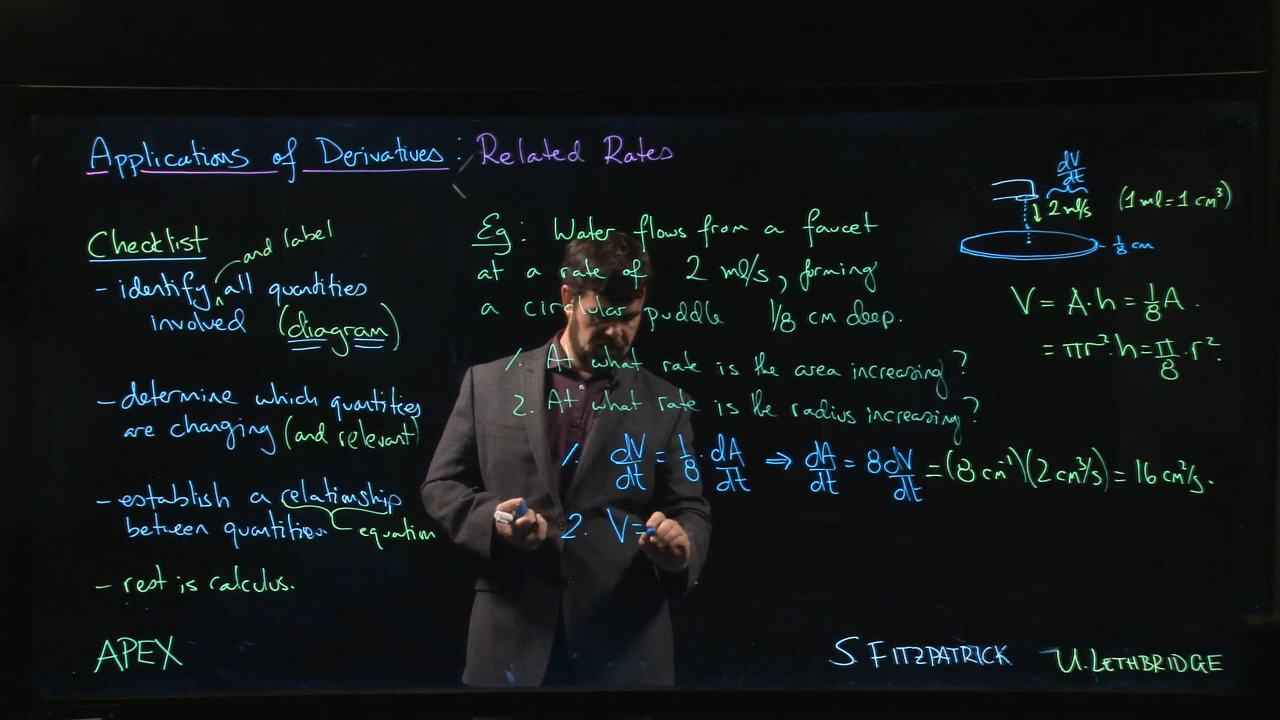 Applications of Derivatives: Related Rates
Checklist
and label
- identify all quantities
involved (diagram)
- determine which quantities
are changing (and relevant)
- establish a relationship
between quantities equation
- rest is calculus.
APEX
Eg: Water flows from a faucet
at a rate of 2 ml/s, forming
a circlular puddle 1/8 cm deep.
1. At what rate is the area increasing?
2. At what rate is the radius increasing?
1. dV/dt = 1/8 · dA/dt ⇒ dA/dt = 8 dV/dt = (8 cm⁻¹)(2 cm³/s) = 16 cm²/s.
2. V =
dV/dt
2 ml/s (1 ml = 1 cm³)
1/8 cm
V = A·h = 1/8 A.
= πr²·h = π/8 · r².
S. FITZPATRICK U. LETHBRIDGE